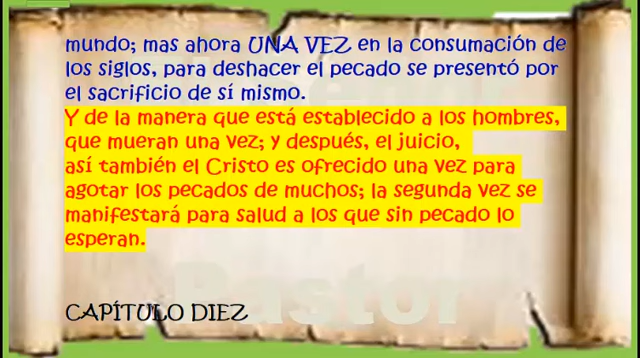 mundo; mas ahora UNA VEZ en la consumación de
los siglos, para deshacer el pecado se presentó por
el sacrificio de sí mismo.
Y de la manera que está establecido a los hombres,
que mueran una vez; y después, el juicio,
así también el Cristo es ofrecido una vez para
agotar los pecados de muchos; la segunda vez se
manifestará para salud a los que sin pecado lo
esperan.
CAPÍTULO DIEZ
Pastor